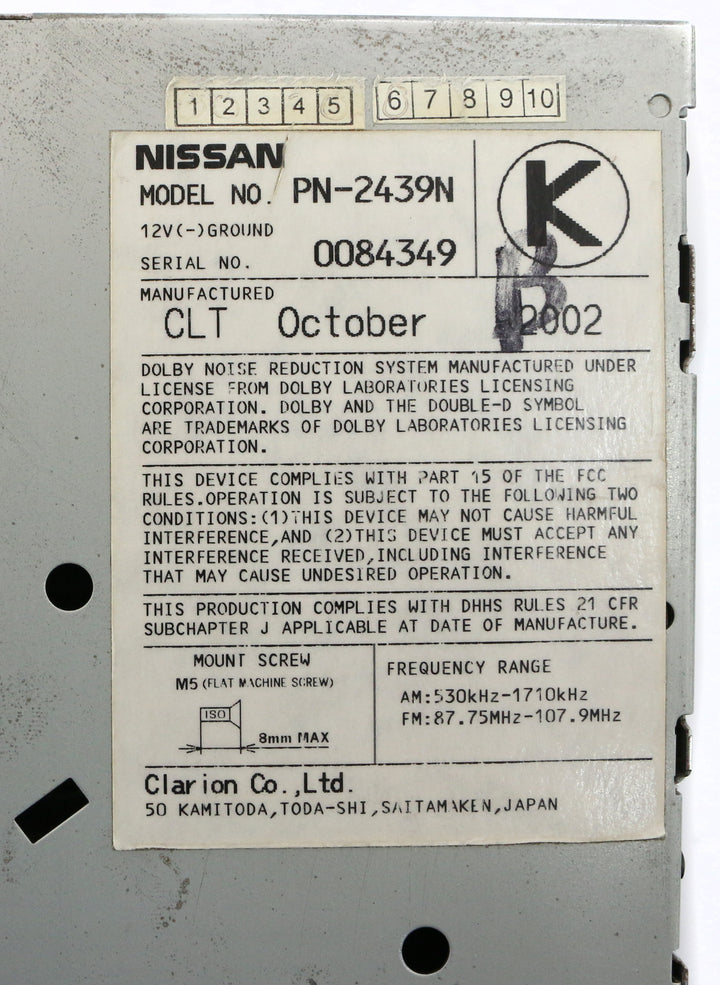 1 2 3 4 5 6 7 8 9 10
NISSAN
MODEL NO. PN-2439N
K
12V(-)GROUND
SERIAL NO. 0084349
B
MANUFACTURED
CLT October 2002
DOLBY NOISE REDUCTION SYSTEM MANUFACTURED UNDER
LICENSE FROM DOLBY LABORATORIES LICENSING
CORPORATION. DOLBY AND THE DOUBLE-D SYMBOL
ARE TRADEMARKS OF DOLBY LABORATORIES LICENSING
CORPORATION.
THIS DEVICE COMPLIES WITH PART 15 OF THE FCC
RULES.OPERATION IS SUBJECT TO THE FOLLOWING TWO
CONDITIONS:(1)THIS DEVICE MAY NOT CAUSE HARMFUL
INTERFERENCE,AND (2)THIS DEVICE MUST ACCEPT ANY
INTERFERENCE RECEIVED,INCLUDING INTERFERENCE
THAT MAY CAUSE UNDESIRED OPERATION.
THIS PRODUCTION COMPLIES WITH DHHS RULES 21 CFR
SUBCHAPTER J APPLICABLE AT DATE OF MANUFACTURE.
MOUNT SCREW
M5 (FLAT MACHINE SCREW)
ISO
8mm MAX
FREQUENCY RANGE
AM:530kHz-1710kHz
FM:87.75MHz-107.9MHz
Clarion Co.,Ltd.
50 KAMITODA,TODA-SHI,SAITAMAKEN,JAPAN